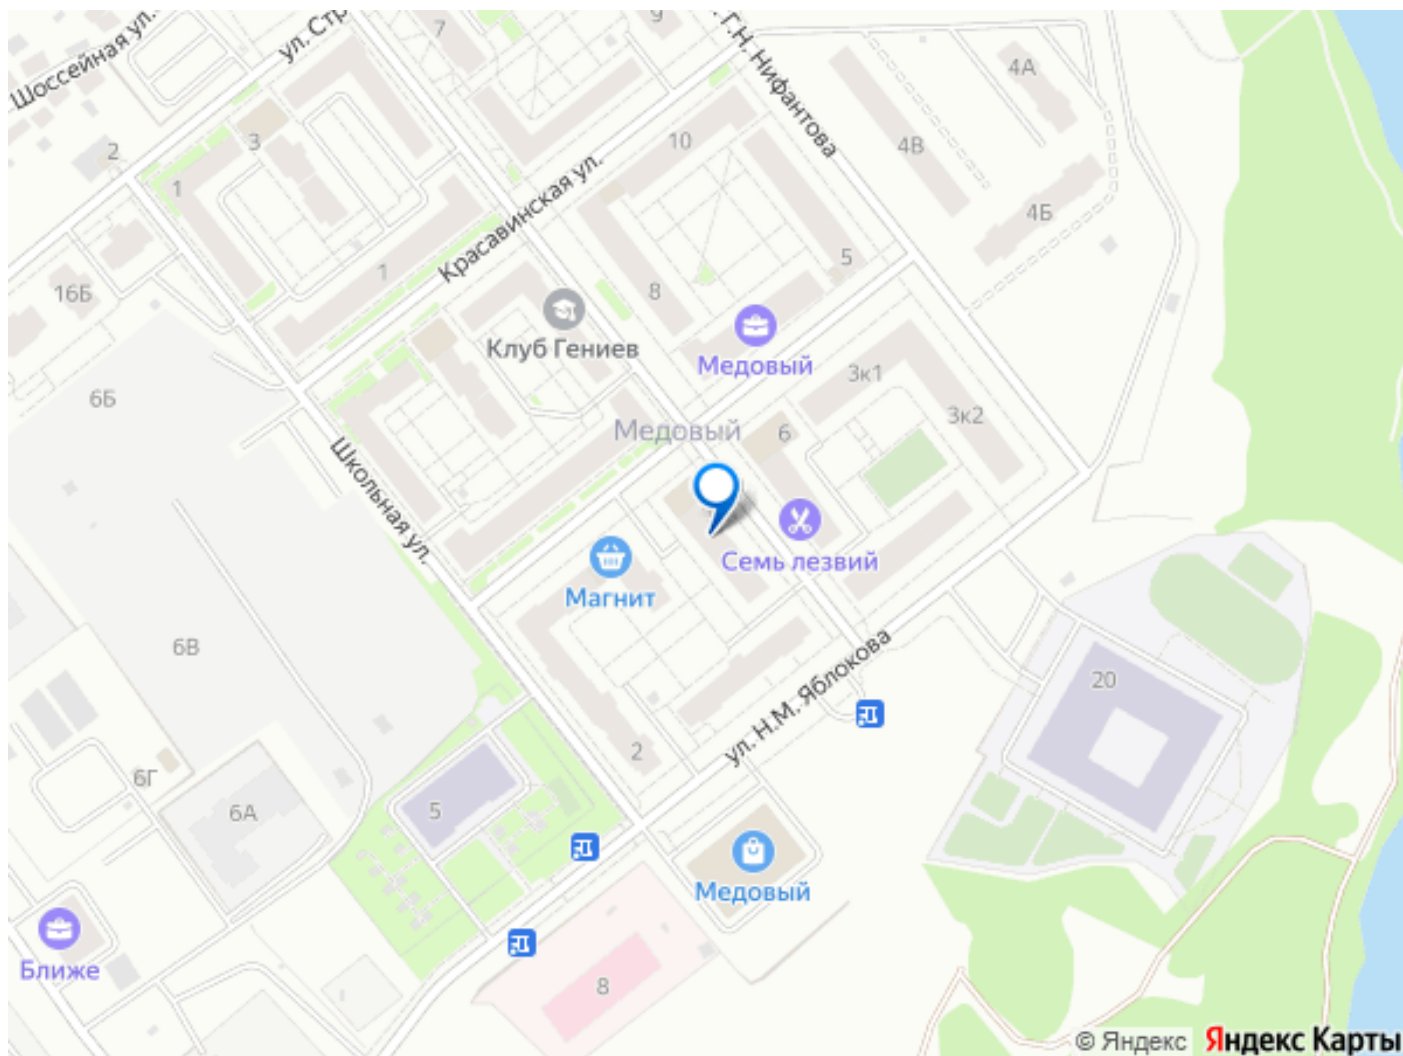 7
9
Шоссейная ул.
ул. Стр
Г.Н. Нифантова
4А
2
3
10
4В
1
4Б
Красавинская ул.
1
5
16Б
8
Клуб Гениев
Медовый
3к1
6Б
3к2
Медовый
6
Школьная ул.
Семь лезвий
Магнит
6В
20
ул. Н.М. Яблокова
2
6Г
6А
5
Медовый
Ближе
8
© Яндекс Яндекс Карты